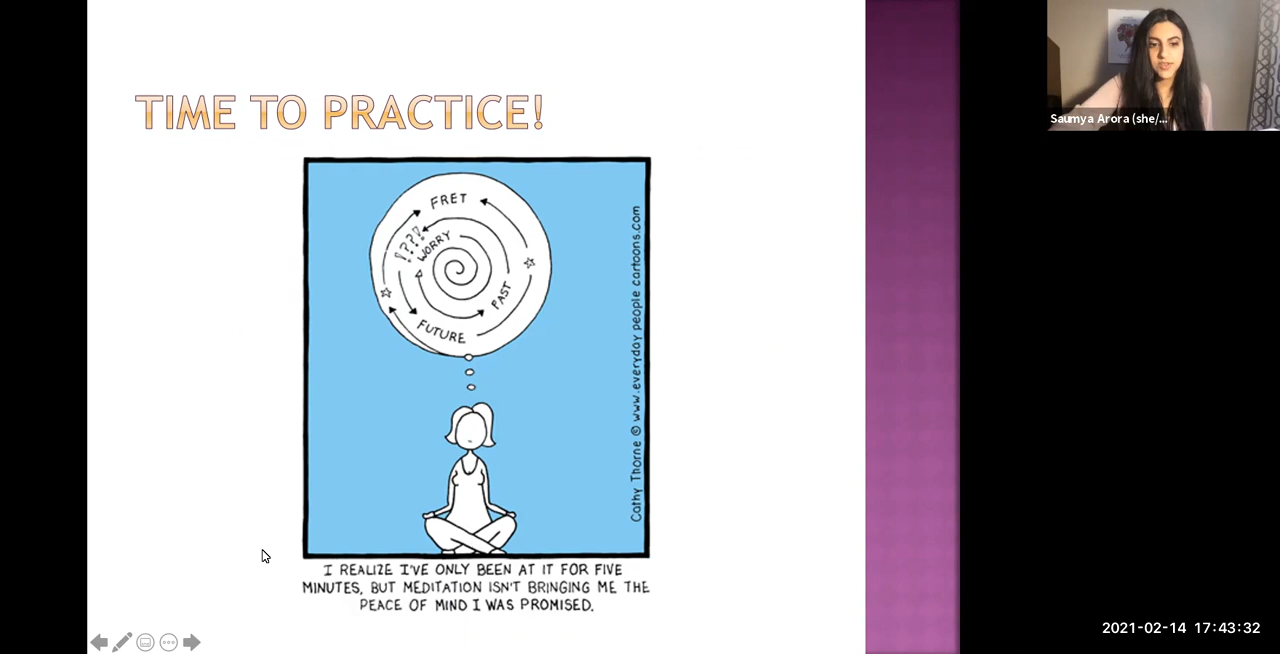 TIME TO PRACTICE!
Saumya Arora (she/...
FRET
!???!
WORRY
PAST
FUTURE
Cathy Thorne © www.everyday people cartoons.com
I REALIZE I'VE ONLY BEEN AT IT FOR FIVE
MINUTES, BUT MEDITATION ISN'T BRINGING ME THE
PEACE OF MIND I WAS PROMISED.
2021-02-14 17:43:32